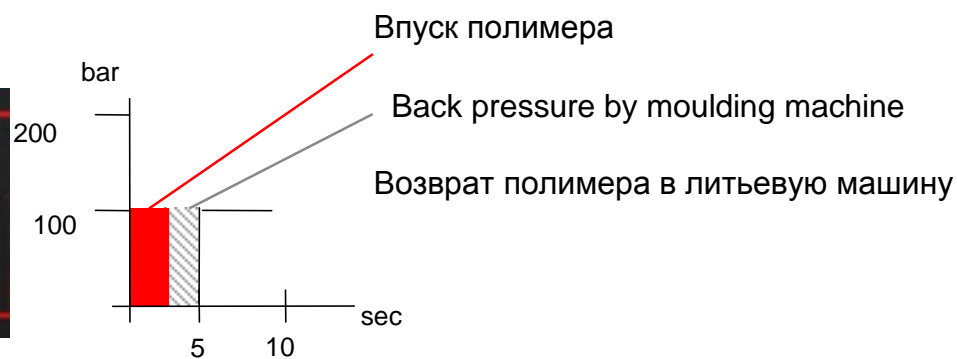 Впуск полимера
bar
Back pressure by moulding machine
200
Возврат полимера в литьевую машину
100
sec
5 10